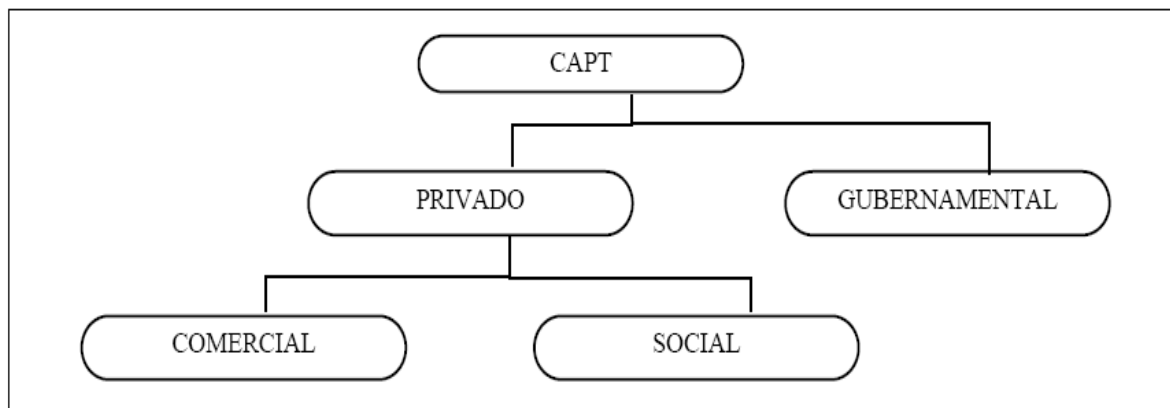 CAPT
PRIVADO
GUBERNAMENTAL
COMERCIAL
SOCIAL